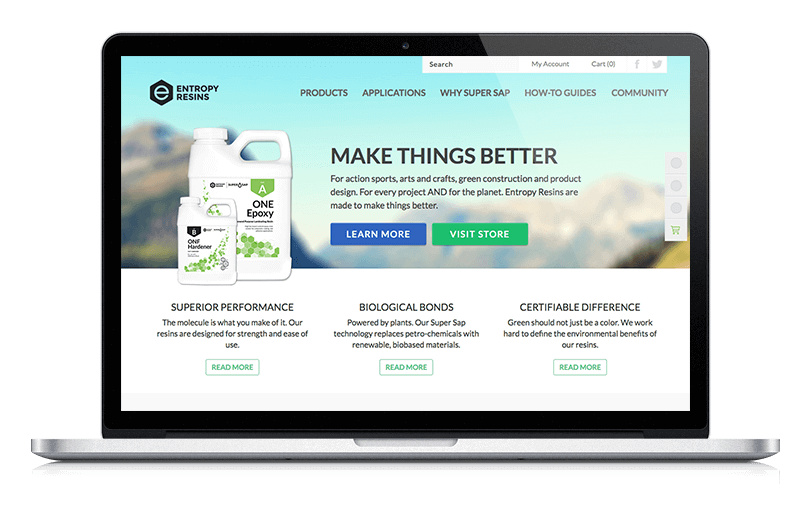 Search
My Account
Cart (0)
ENTROPY
RESINS
PRODUCTS
APPLICATIONS
WHY SUPER SAP
HOW-TO GUIDES
COMMUNITY
MAKE THINGS BETTER
For action sports, arts and crafts, green construction and product
design. For every project AND for the planet. Entropy Resins are
made to make things better.
LEARN MORE
VISIT STORE
SUPER SAP
A
ONE
Epoxy
B
ONE
Hardener
SUPERIOR PERFORMANCE
The molecule is what you make of it. Our
resins are designed for strength and ease of
use.
READ MORE
BIOLOGICAL BONDS
Powered by plants. Our Super Sap
technology replaces petro-chemicals with
renewable, biobased materials.
READ MORE
CERTIFIABLE DIFFERENCE
Green should not just be a color. We work
hard to define the environmental benefits of
our resins.
READ MORE